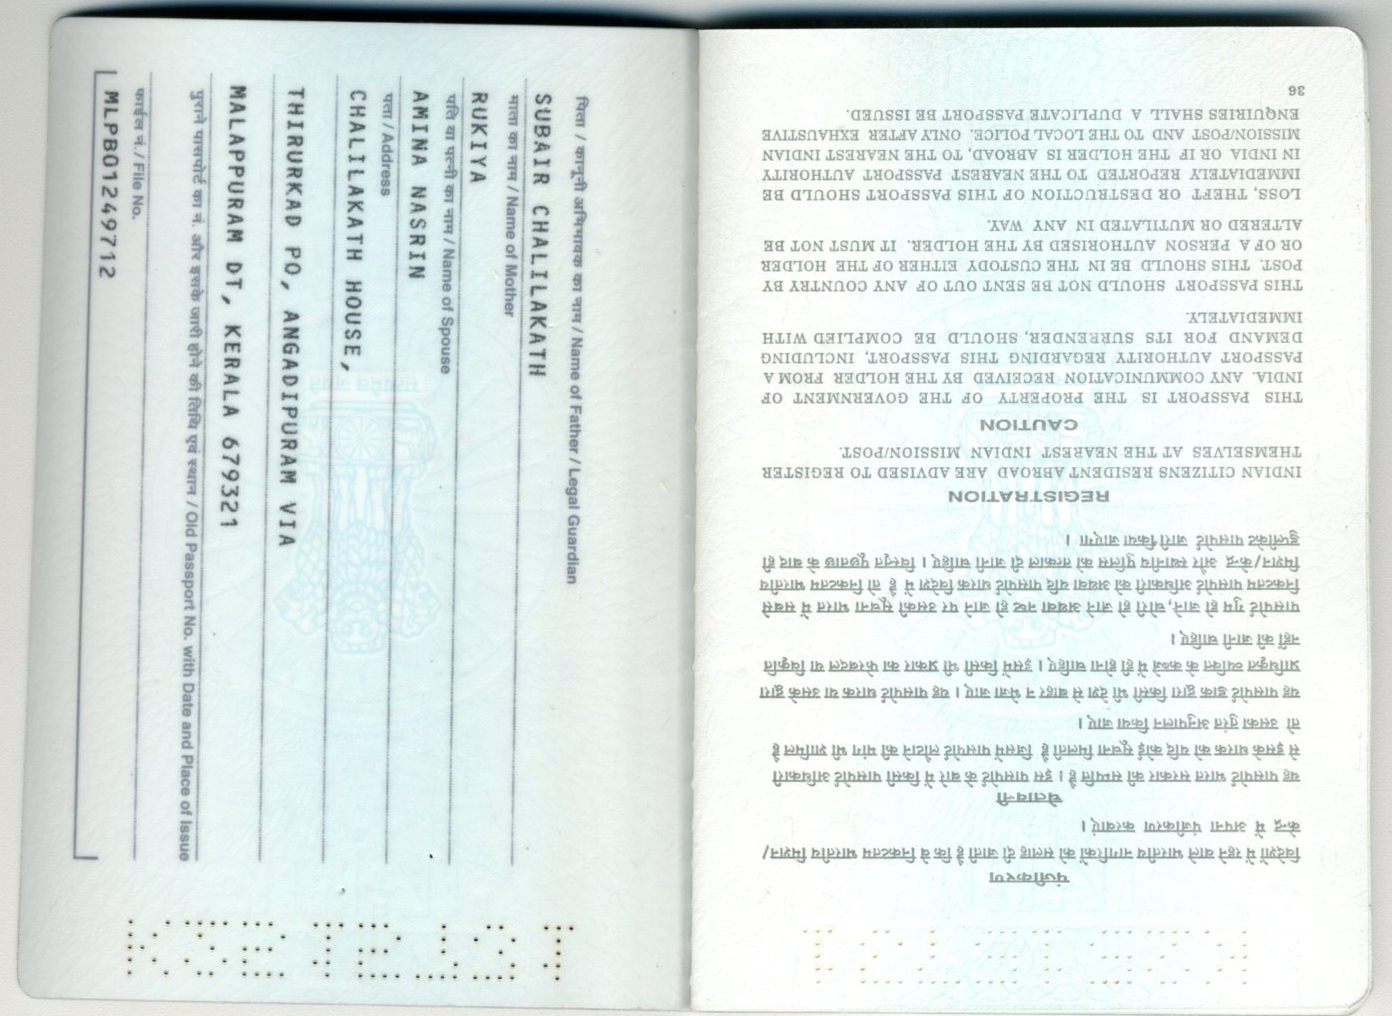 पिता / कानूनी अभिभावक का नाम / Name of Father / Legal Guardian
SUBAIR CHALILAKATH
माता का नाम / Name of Mother
RUKIYA
पति या पत्नी का नाम / Name of Spouse
AMINA NASRIN
पता / Address
CHALILAKATH HOUSE,
THIRURKAD PO, ANGADIPURAM VIA
MALAPPURAM DT, KERALA 679321
पुराने पासपोर्ट का नं. और इसके जारी होने की तिथि एवं स्थान / Old Passport No. with Date and Place of Issue
फाईल नं. / File No.
MLPB01249712
पंजीकरण
विदेशों में रहने वाले भारतीय नागरिकों को सलाह दी जाती है कि वे निकटतम भारतीय मिशन/
केन्द्र में अपना पंजीकरण करवाएं।
चेतावनी
यह पासपोर्ट भारत सरकार की सम्पत्ति है। इस पासपोर्ट के बारे में किसी पासपोर्ट अधिकारी
से इसके धारक को यदि कोई सूचना मिलती है जिसमें पासपोर्ट लौटाने की मांग भी शामिल है
तो उसका तुरंत अनुपालन किया जाए।
यह पासपोर्ट डाक द्वारा किसी भी देश से बाहर न भेजा जाए। यह पासपोर्ट धारक या उसके द्वारा
प्राधिकृत व्यक्ति के कब्जे में ही होना चाहिए। इसमें किसी भी प्रकार का फेरबदल या विकृति
नहीं की जानी चाहिए।
पासपोर्ट गुम हो जाने, चोरी हो जाने अथवा नष्ट हो जाने पर उसकी सूचना भारत में सबसे
निकटतम पासपोर्ट अधिकारी को अथवा यदि पासपोर्ट धारक विदेश में है तो निकटतम भारतीय
मिशन/केन्द्र और स्थानीय पुलिस को तत्काल दी जानी चाहिए। विस्तृत पूछताछ के बाद ही
डुप्लीकेट पासपोर्ट जारी किया जाएगा।
REGISTRATION
INDIAN CITIZENS RESIDENT ABROAD ARE ADVISED TO REGISTER
THEMSELVES AT THE NEAREST INDIAN MISSION/POST.
CAUTION
THIS PASSPORT IS THE PROPERTY OF THE GOVERNMENT OF
INDIA. ANY COMMUNICATION RECEIVED BY THE HOLDER FROM A
PASSPORT AUTHORITY REGARDING THIS PASSPORT, INCLUDING
DEMAND FOR ITS SURRENDER, SHOULD BE COMPLIED WITH
IMMEDIATELY.
THIS PASSPORT SHOULD NOT BE SENT OUT OF ANY COUNTRY BY
POST. THIS SHOULD BE IN THE CUSTODY EITHER OF THE HOLDER
OR OF A PERSON AUTHORISED BY THE HOLDER. IT MUST NOT BE
ALTERED OR MUTILATED IN ANY WAY.
LOSS, THEFT OR DESTRUCTION OF THIS PASSPORT SHOULD BE
IMMEDIATELY REPORTED TO THE NEAREST PASSPORT AUTHORITY
IN INDIA OR IF THE HOLDER IS ABROAD, TO THE NEAREST INDIAN
MISSION/POST AND TO THE LOCAL POLICE. ONLY AFTER EXHAUSTIVE
ENQUIRIES SHALL A DUPLICATE PASSPORT BE ISSUED.
36